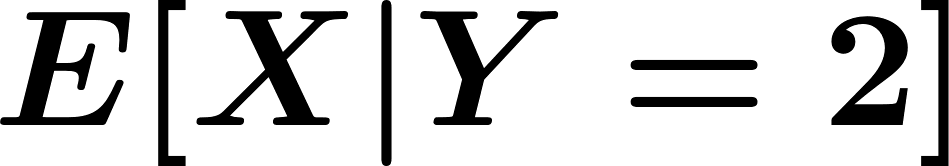 E[X|Y = 2]